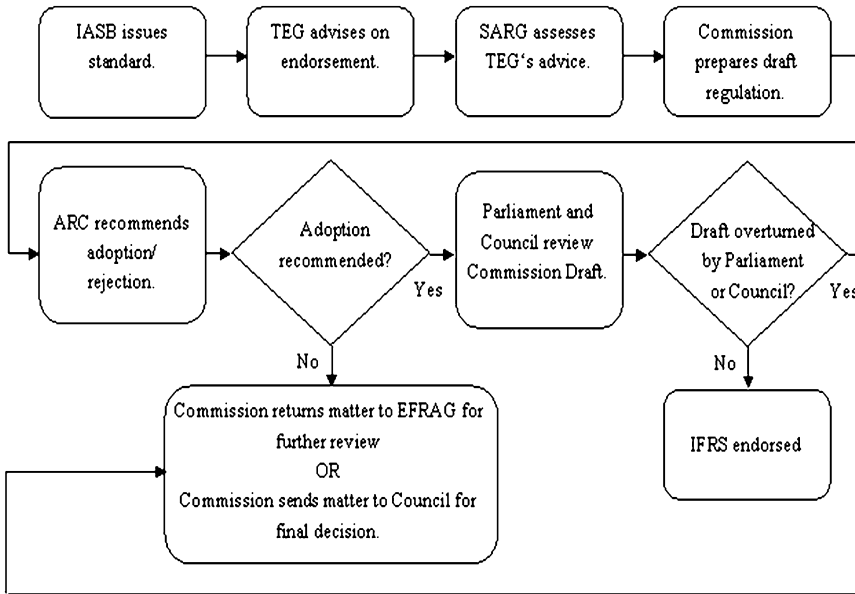 IASB issues
standard.
TEG advises on
endorsement.
SARG assesses
TEG‘s advice.
Commission
prepares draft
regulation.
ARC recommends
adoption/
rejection.
Adoption
recommended?
Yes
No
Parliament and
Council review
Commission Draft.
Draft overturned
by Parliament
or Council?
Yes
No
Commission returns matter to EFRAG for
further review
OR
Commission sends matter to Council for
final decision.
IFRS endorsed